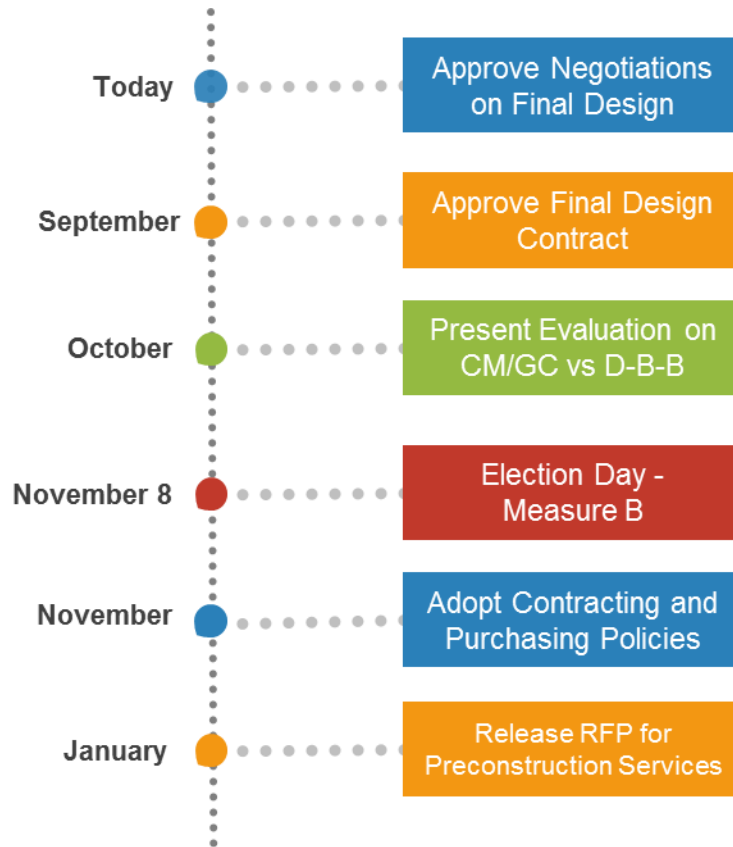 Today
Approve Negotiations
on Final Design
September
Approve Final Design
Contract
October
Present Evaluation on
CM/GC vs D-B-B
November 8
Election Day -
Measure B
November
Adopt Contracting and
Purchasing Policies
January
Release RFP for
Preconstruction Services